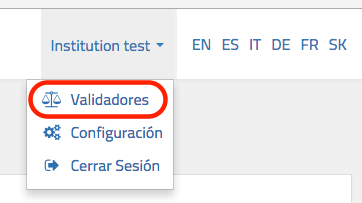 Institution test EN ES IT DE FR SK
Validadores
Configuración
Cerrar Sesión